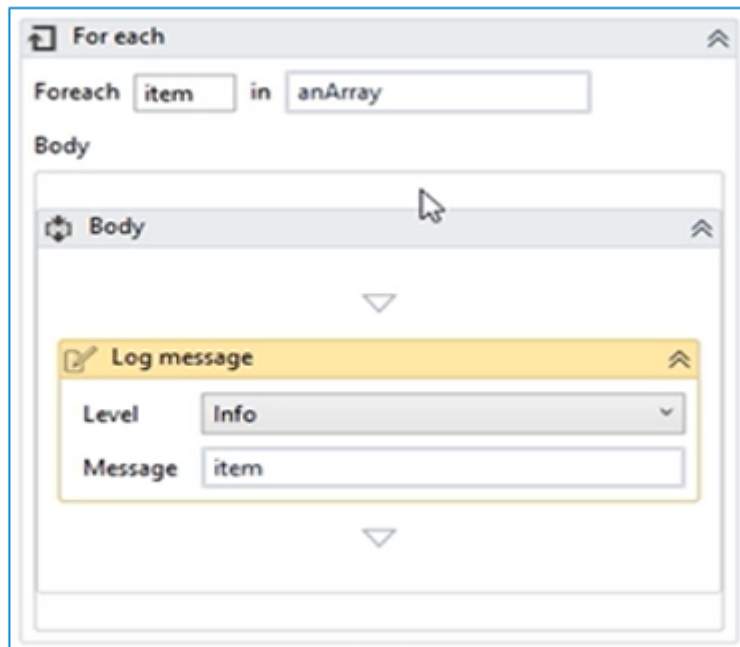 For each
Foreach item in anArray
Body
Body
Log message
Level Info
Message item